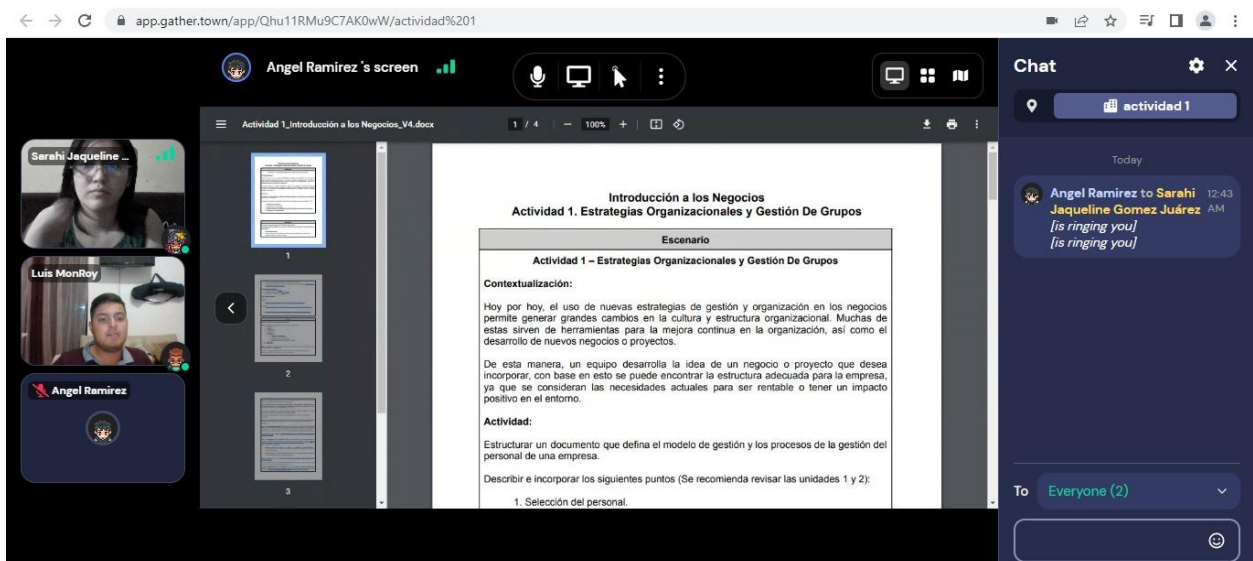 app.gather.town/app/Qhu11RMu9C7AK0wW/actividad%201
Angel Ramirez 's screen
Sarahi Jaqueline ...
Luis MonRoy
Angel Ramirez
Actividad 1_Introducción a los Negocios_V4.docx
1 / 4
100%
1
2
3
Introducción a los Negocios
Actividad 1. Estrategias Organizacionales y Gestión De Grupos
Escenario
Actividad 1 – Estrategias Organizacionales y Gestión De Grupos
Contextualización:
Hoy por hoy, el uso de nuevas estrategias de gestión y organización en los negocios
permite generar grandes cambios en la cultura y estructura organizacional. Muchas de
estas sirven de herramientas para la mejora continua en la organización, así como el
desarrollo de nuevos negocios o proyectos.
De esta manera, un equipo desarrolla la idea de un negocio o proyecto que desea
incorporar, con base en esto se puede encontrar la estructura adecuada para la empresa,
ya que se consideran las necesidades actuales para ser rentable o tener un impacto
positivo en el entorno.
Actividad:
Estructurar un documento que defina el modelo de gestión y los procesos de la gestión del
personal de una empresa.
Describir e incorporar los siguientes puntos (Se recomienda revisar las unidades 1 y 2):
1. Selección del personal.
Chat
actividad 1
Today
Angel Ramirez to Sarahi 12:43
Jaqueline Gomez Juárez AM
[is ringing you]
[is ringing you]
To Everyone (2)